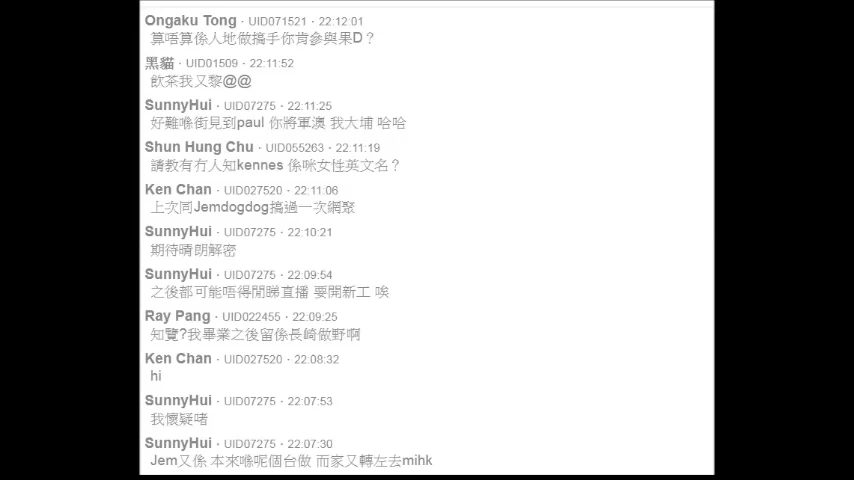 Ongaku Tong · UID071521 · 22:12:01
算唔算係人地做搞手你肯參與果D？
黑貓 · UID01509 · 22:11:52
飲茶我又黎@@
SunnyHui · UID07275 · 22:11:25
好難喺街見到paul 你將軍澳 我大埔 哈哈
Shun Hung Chu · UID055263 · 22:11:19
請教有冇人知kennes 係咪女性英文名？
Ken Chan · UID027520 · 22:11:06
上次同Jemdogdog搞過一次網聚
SunnyHui · UID07275 · 22:10:21
期待晴朗解密
SunnyHui · UID07275 · 22:09:54
之後都可能唔得閒睇直播 要開新工 唉
Ray Pang · UID022455 · 22:09:25
知覽?我畢業之後留係長崎做野啊
Ken Chan · UID027520 · 22:08:32
hi
SunnyHui · UID07275 · 22:07:53
我懷疑啫
SunnyHui · UID07275 · 22:07:30
Jem又係 本來喺呢個台做 而家又轉左去mihk